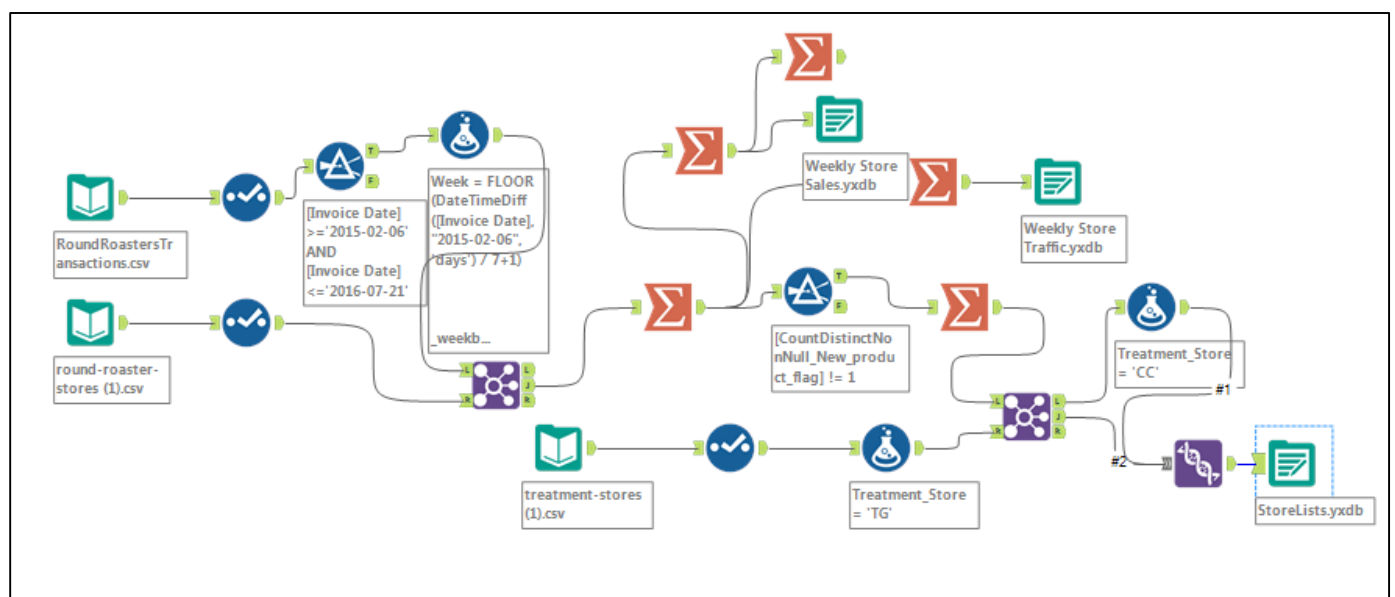 RoundRoastersTr
ansactions.csv
[Invoice Date]
>='2015-02-06'
AND
[Invoice Date]
<='2016-07-21'
T
F
Week = FLOOR
(DateTimeDiff
([Invoice Date],
"2015-02-06",
'days') / 7+1)
_weekb...
round-roaster-
stores (1).csv
L
R
L
J
R
Weekly Store
Sales.yxdb
Weekly Store
Traffic.yxdb
T
F
[CountDistinctNo
nNull_New_produ
ct_flag] != 1
treatment-stores
(1).csv
Treatment_Store
= 'TG'
L
R
L
J
R
Treatment_Store
= 'CC'
#1
#2
StoreLists.yxdb